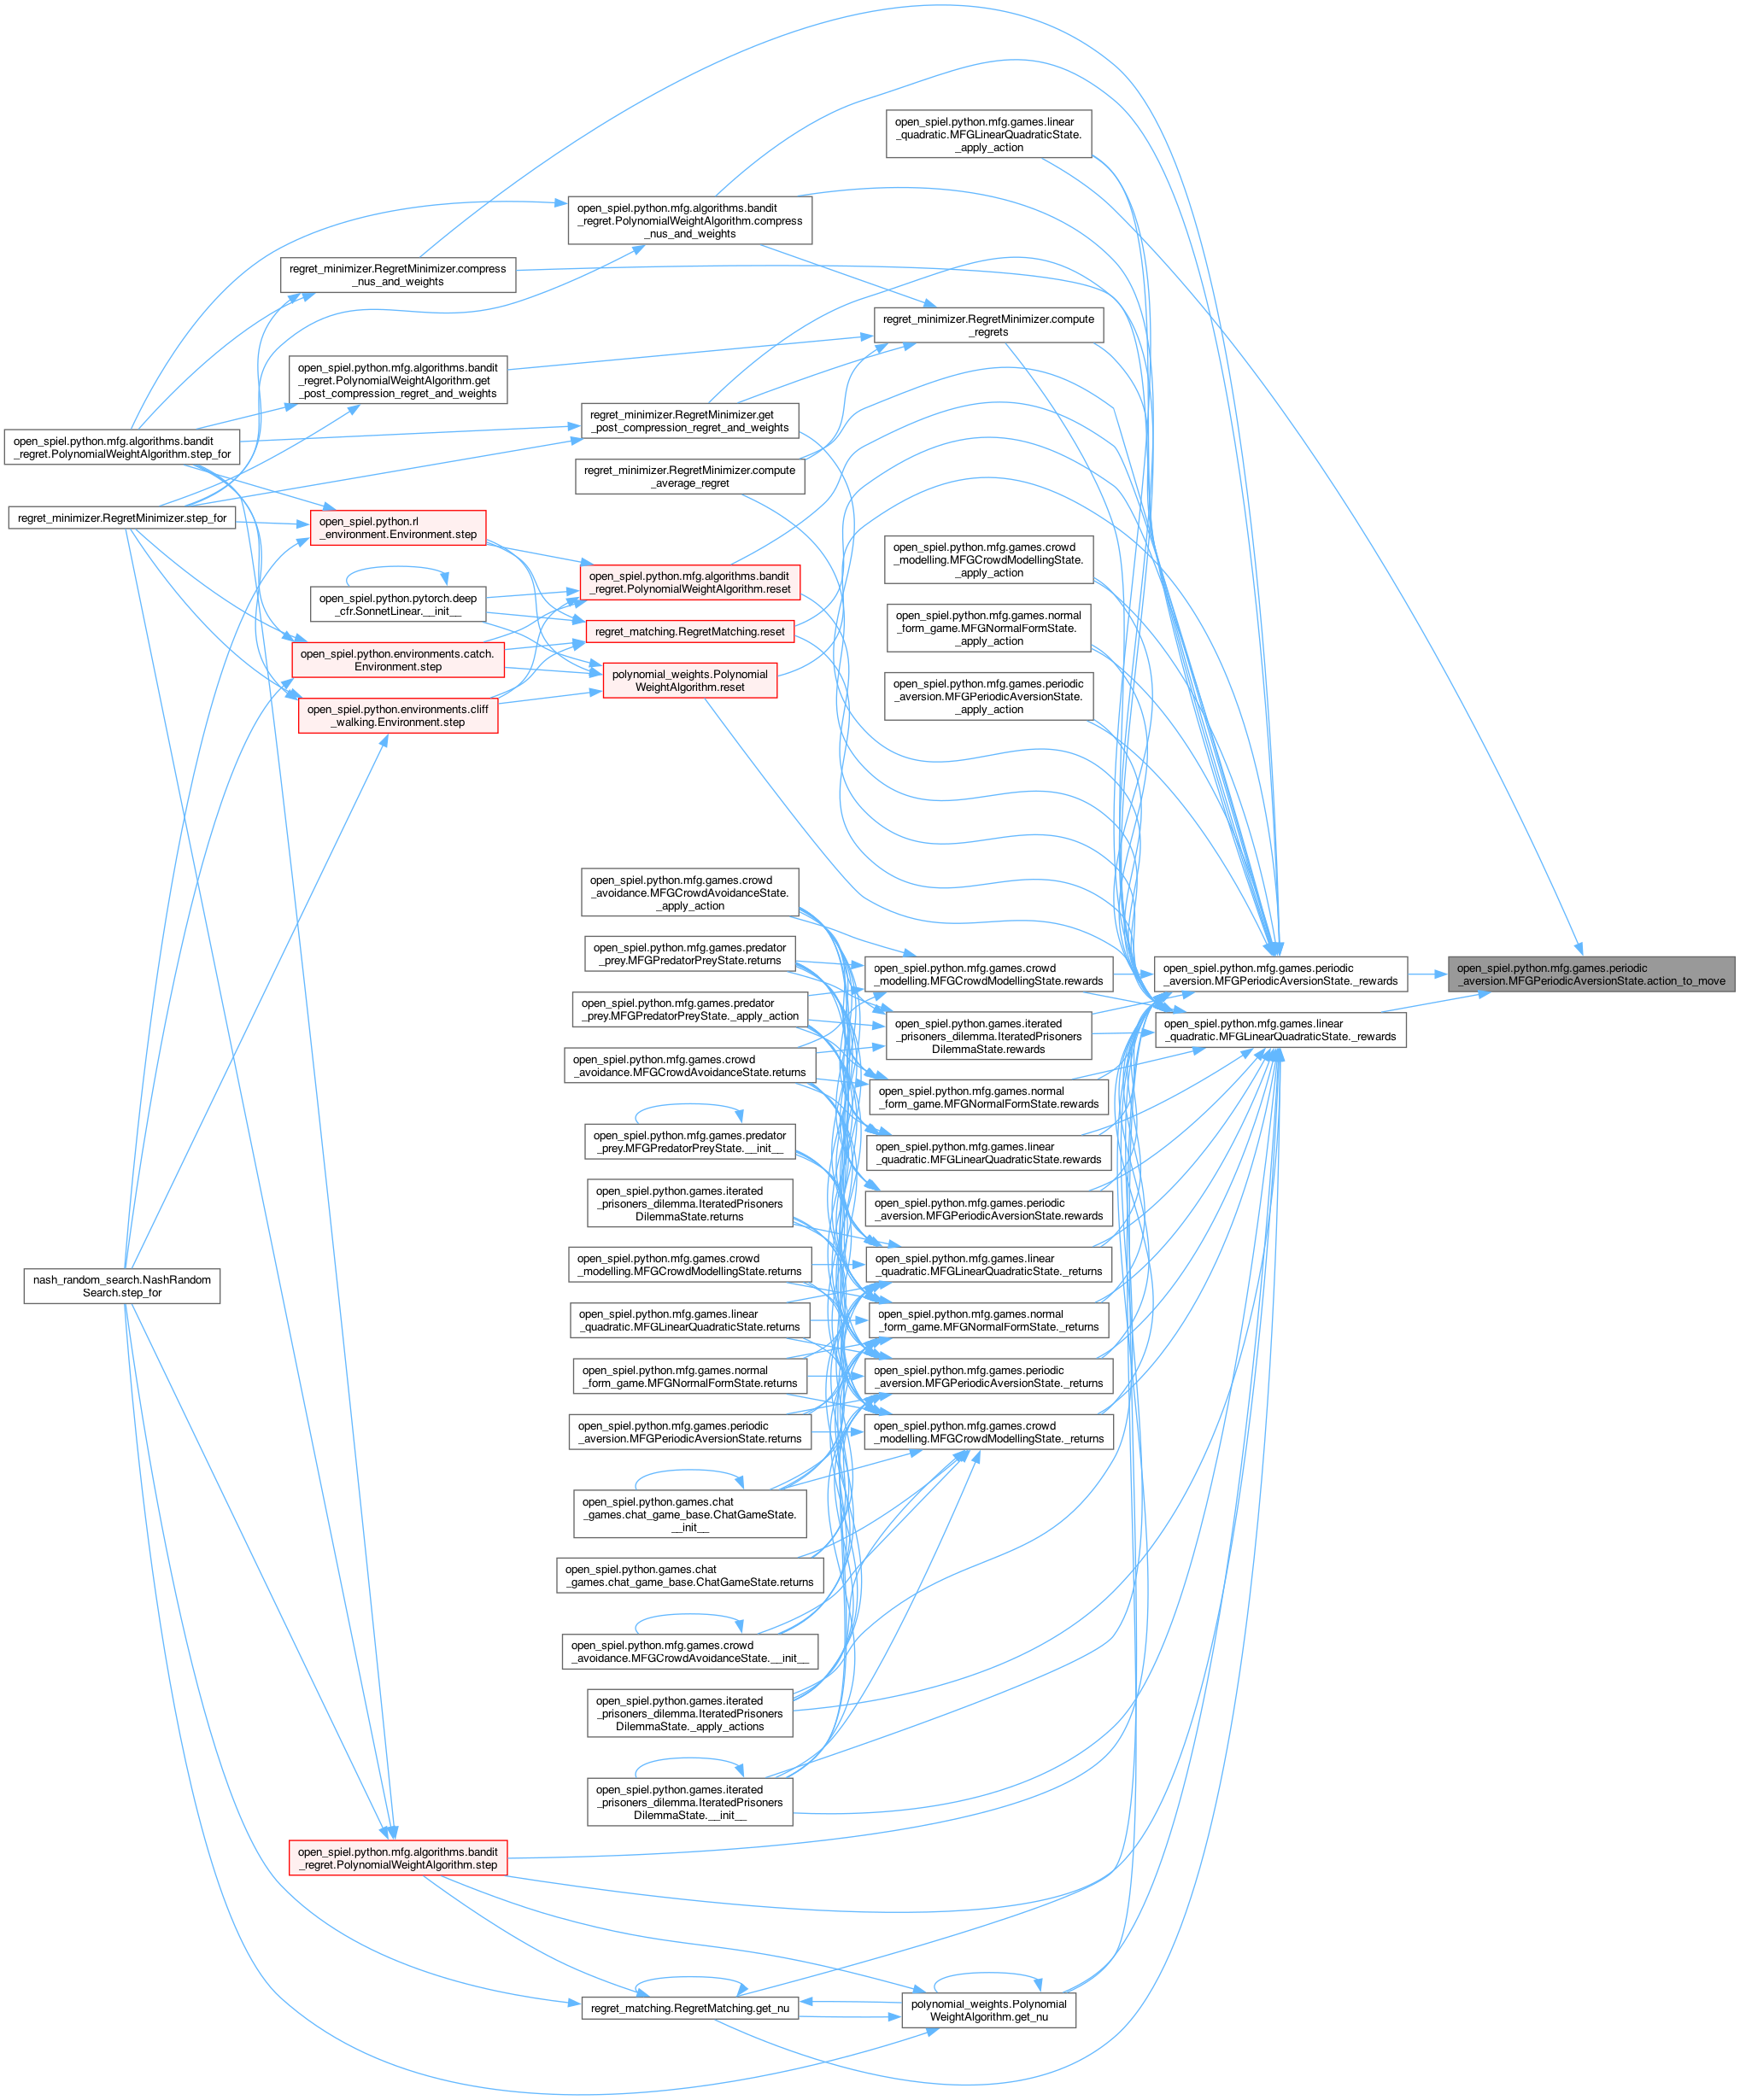 open_spiel.python.mfg.games.linear
_quadratic.MFGLinearQuadraticState.
_apply_action
open_spiel.python.mfg.algorithms.bandit
_regret.PolynomialWeightAlgorithm.compress
_nus_and_weights
regret_minimizer.RegretMinimizer.compress
_nus_and_weights
regret_minimizer.RegretMinimizer.compute
_regrets
open_spiel.python.mfg.algorithms.bandit
_regret.PolynomialWeightAlgorithm.get
_post_compression_regret_and_weights
regret_minimizer.RegretMinimizer.get
_post_compression_regret_and_weights
open_spiel.python.mfg.algorithms.bandit
_regret.PolynomialWeightAlgorithm.step_for
regret_minimizer.RegretMinimizer.compute
_average_regret
regret_minimizer.RegretMinimizer.step_for
open_spiel.python.rl
_environment.Environment.step
open_spiel.python.mfg.games.crowd
_modelling.MFGCrowdModellingState.
_apply_action
open_spiel.python.mfg.algorithms.bandit
_regret.PolynomialWeightAlgorithm.reset
open_spiel.python.pytorch.deep
_cfr.SonnetLinear.__init__
open_spiel.python.mfg.games.normal
_form_game.MFGNormalFormState.
_apply_action
regret_matching.RegretMatching.reset
open_spiel.python.environments.catch.
Environment.step
polynomial_weights.Polynomial
WeightAlgorithm.reset
open_spiel.python.mfg.games.periodic
_aversion.MFGPeriodicAversionState.
_apply_action
open_spiel.python.environments.cliff
_walking.Environment.step
open_spiel.python.mfg.games.crowd
_avoidance.MFGCrowdAvoidanceState.
_apply_action
open_spiel.python.mfg.games.predator
_prey.MFGPredatorPreyState.returns
open_spiel.python.mfg.games.crowd
_modelling.MFGCrowdModellingState.rewards
open_spiel.python.mfg.games.periodic
_aversion.MFGPeriodicAversionState._rewards
open_spiel.python.mfg.games.periodic
_aversion.MFGPeriodicAversionState.action_to_move
open_spiel.python.mfg.games.predator
_prey.MFGPredatorPreyState._apply_action
open_spiel.python.games.iterated
_prisoners_dilemma.IteratedPrisoners
DilemmaState.rewards
open_spiel.python.mfg.games.linear
_quadratic.MFGLinearQuadraticState._rewards
open_spiel.python.mfg.games.crowd
_avoidance.MFGCrowdAvoidanceState.returns
open_spiel.python.mfg.games.normal
_form_game.MFGNormalFormState.rewards
open_spiel.python.mfg.games.predator
_prey.MFGPredatorPreyState.__init__
open_spiel.python.mfg.games.linear
_quadratic.MFGLinearQuadraticState.rewards
open_spiel.python.games.iterated
_prisoners_dilemma.IteratedPrisoners
DilemmaState.returns
open_spiel.python.mfg.games.periodic
_aversion.MFGPeriodicAversionState.rewards
open_spiel.python.mfg.games.crowd
_modelling.MFGCrowdModellingState.returns
open_spiel.python.mfg.games.linear
_quadratic.MFGLinearQuadraticState._returns
nash_random_search.NashRandom
Search.step_for
open_spiel.python.mfg.games.linear
_quadratic.MFGLinearQuadraticState.returns
open_spiel.python.mfg.games.normal
_form_game.MFGNormalFormState._returns
open_spiel.python.mfg.games.normal
_form_game.MFGNormalFormState.returns
open_spiel.python.mfg.games.periodic
_aversion.MFGPeriodicAversionState._returns
open_spiel.python.mfg.games.periodic
_aversion.MFGPeriodicAversionState.returns
open_spiel.python.mfg.games.crowd
_modelling.MFGCrowdModellingState._returns
open_spiel.python.games.chat
_games.chat_game_base.ChatGameState.
__init__
open_spiel.python.games.chat
_games.chat_game_base.ChatGameState.returns
open_spiel.python.mfg.games.crowd
_avoidance.MFGCrowdAvoidanceState.__init__
open_spiel.python.games.iterated
_prisoners_dilemma.IteratedPrisoners
DilemmaState._apply_actions
open_spiel.python.games.iterated
_prisoners_dilemma.IteratedPrisoners
DilemmaState.__init__
open_spiel.python.mfg.algorithms.bandit
_regret.PolynomialWeightAlgorithm.step
regret_matching.RegretMatching.get_nu
polynomial_weights.Polynomial
WeightAlgorithm.get_nu